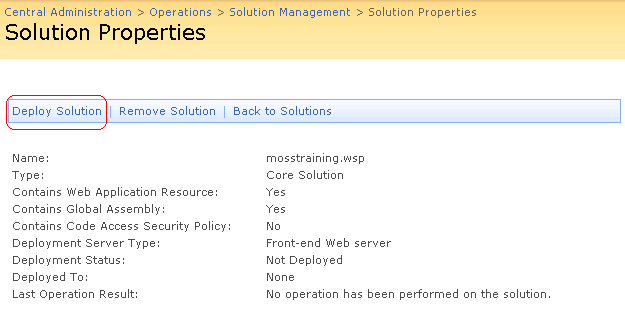 Central Administration > Operations > Solution Management > Solution Properties
Solution Properties
Deploy Solution | Remove Solution | Back to Solutions
Name: mosstraining.wsp
Type: Core Solution
Contains Web Application Resource: Yes
Contains Global Assembly: Yes
Contains Code Access Security Policy: No
Deployment Server Type: Front-end Web server
Deployment Status: Not Deployed
Deployed To: None
Last Operation Result: No operation has been performed on the solution.